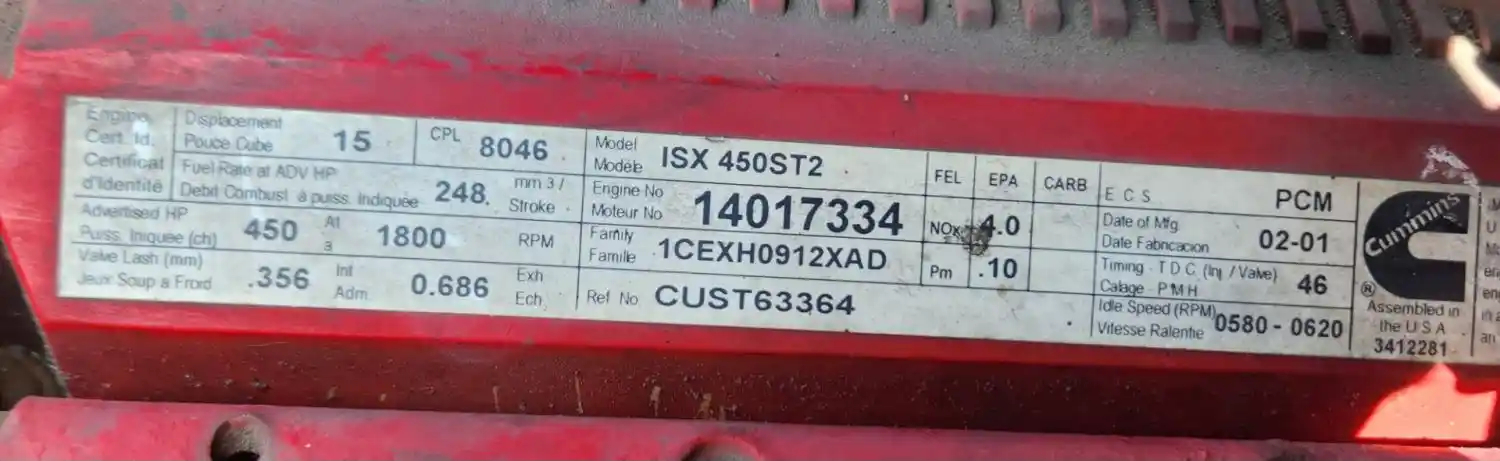 Engine
Cert. Id.
Certificat
d'Identité
Displacement
Pouce Cube 15
CPL 8046
Fuel Rate at ADV HP
Debit Combust. à puiss. Indiquée 248. mm 3 / Stroke
Advertised HP
Puiss. Iniquée (ch) 450 At a 1800 RPM
Valve Lash (mm)
Jeux Soup à Froid .356 Int Adm. 0.686 Exh Ech
Model
Modèle ISX 450ST2
Engine No
Moteur No 14017334
Family
Famille 1CEXH0912XAD
Ref No. CUST63364
FEL EPA CARB
NOx 4.0
Pm .10
E C S PCM
Date of Mfg
Date Fabricacion 02-01
Timing - T D C (Inj / Valve)
Calage - P M H 46
Idle Speed (RPM)
Vitesse Ralentie 0580 - 0620
Cummins
®
Assembled in
the U S A
3412281